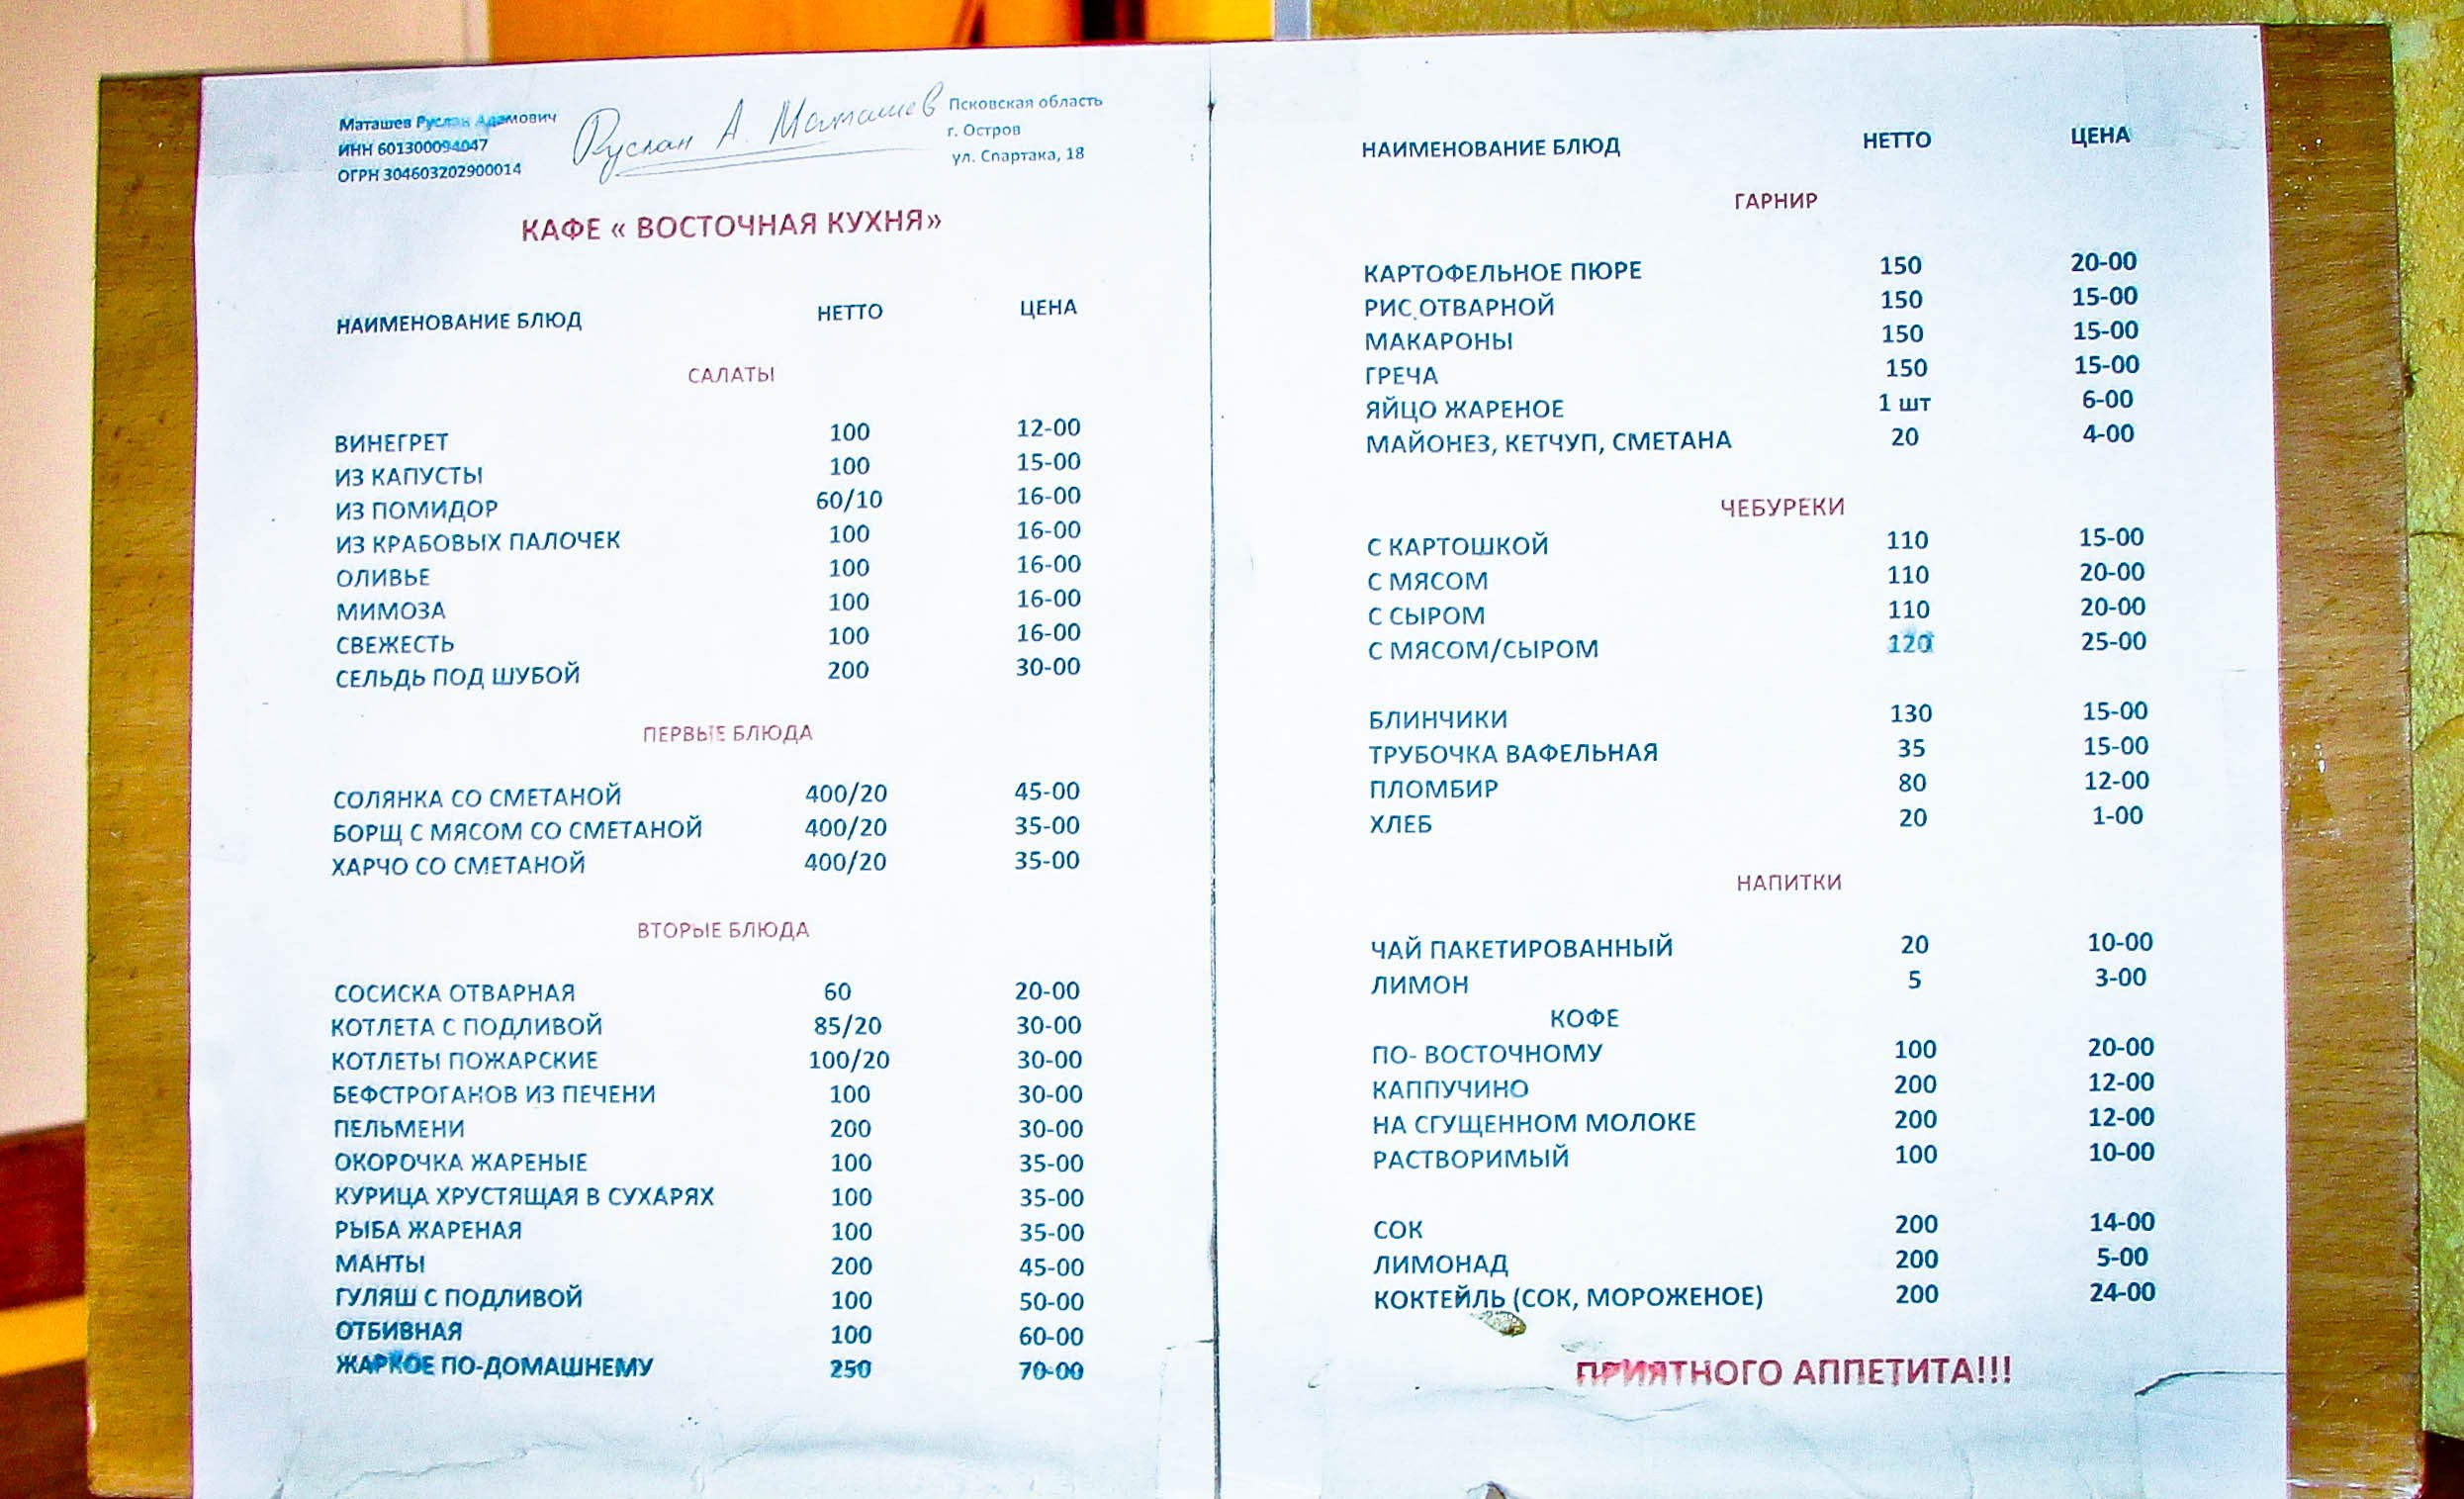 Маташев Руслан Адамович
ИНН 601300094047
ОГРН 304603202900014
Руслан А. Маташев
Псковская область
г. Остров
ул. Спартака, 18
КАФЕ « ВОСТОЧНАЯ КУХНЯ»
НАИМЕНОВАНИЕ БЛЮД НЕТТО ЦЕНА
САЛАТЫ
ВИНЕГРЕТ 100 12-00
ИЗ КАПУСТЫ 100 15-00
ИЗ ПОМИДОР 60/10 16-00
ИЗ КРАБОВЫХ ПАЛОЧЕК 100 16-00
ОЛИВЬЕ 100 16-00
МИМОЗА 100 16-00
СВЕЖЕСТЬ 100 16-00
СЕЛЬДЬ ПОД ШУБОЙ 200 30-00
ПЕРВЫЕ БЛЮДА
СОЛЯНКА СО СМЕТАНОЙ 400/20 45-00
БОРЩ С МЯСОМ СО СМЕТАНОЙ 400/20 35-00
ХАРЧО СО СМЕТАНОЙ 400/20 35-00
ВТОРЫЕ БЛЮДА
СОСИСКА ОТВАРНАЯ 60 20-00
КОТЛЕТА С ПОДЛИВОЙ 85/20 30-00
КОТЛЕТЫ ПОЖАРСКИЕ 100/20 30-00
БЕФСТРОГАНОВ ИЗ ПЕЧЕНИ 100 30-00
ПЕЛЬМЕНИ 200 30-00
ОКОРОЧКА ЖАРЕНЫЕ 100 35-00
КУРИЦА ХРУСТЯЩАЯ В СУХАРЯХ 100 35-00
РЫБА ЖАРЕНАЯ 100 35-00
МАНТЫ 200 45-00
ГУЛЯШ С ПОДЛИВОЙ 100 50-00
ОТБИВНАЯ 100 60-00
ЖАРКОЕ ПО-ДОМАШНЕМУ 250 70-00
НАИМЕНОВАНИЕ БЛЮД НЕТТО ЦЕНА
ГАРНИР
КАРТОФЕЛЬНОЕ ПЮРЕ 150 20-00
РИС ОТВАРНОЙ 150 15-00
МАКАРОНЫ 150 15-00
ГРЕЧА 150 15-00
ЯЙЦО ЖАРЕНОЕ 1 шт 6-00
МАЙОНЕЗ, КЕТЧУП, СМЕТАНА 20 4-00
ЧЕБУРЕКИ
С КАРТОШКОЙ 110 15-00
С МЯСОМ 110 20-00
С СЫРОМ 110 20-00
С МЯСОМ/СЫРОМ 120 25-00
БЛИНЧИКИ 130 15-00
ТРУБОЧКА ВАФЕЛЬНАЯ 35 15-00
ПЛОМБИР 80 12-00
ХЛЕБ 20 1-00
НАПИТКИ
ЧАЙ ПАКЕТИРОВАННЫЙ 20 10-00
ЛИМОН 5 3-00
КОФЕ
ПО- ВОСТОЧНОМУ 100 20-00
КАППУЧИНО 200 12-00
НА СГУЩЕННОМ МОЛОКЕ 200 12-00
РАСТВОРИМЫЙ 100 10-00
СОК 200 14-00
ЛИМОНАД 200 5-00
КОКТЕЙЛЬ (СОК, МОРОЖЕНОЕ) 200 24-00
ПРИЯТНОГО АППЕТИТА!!!